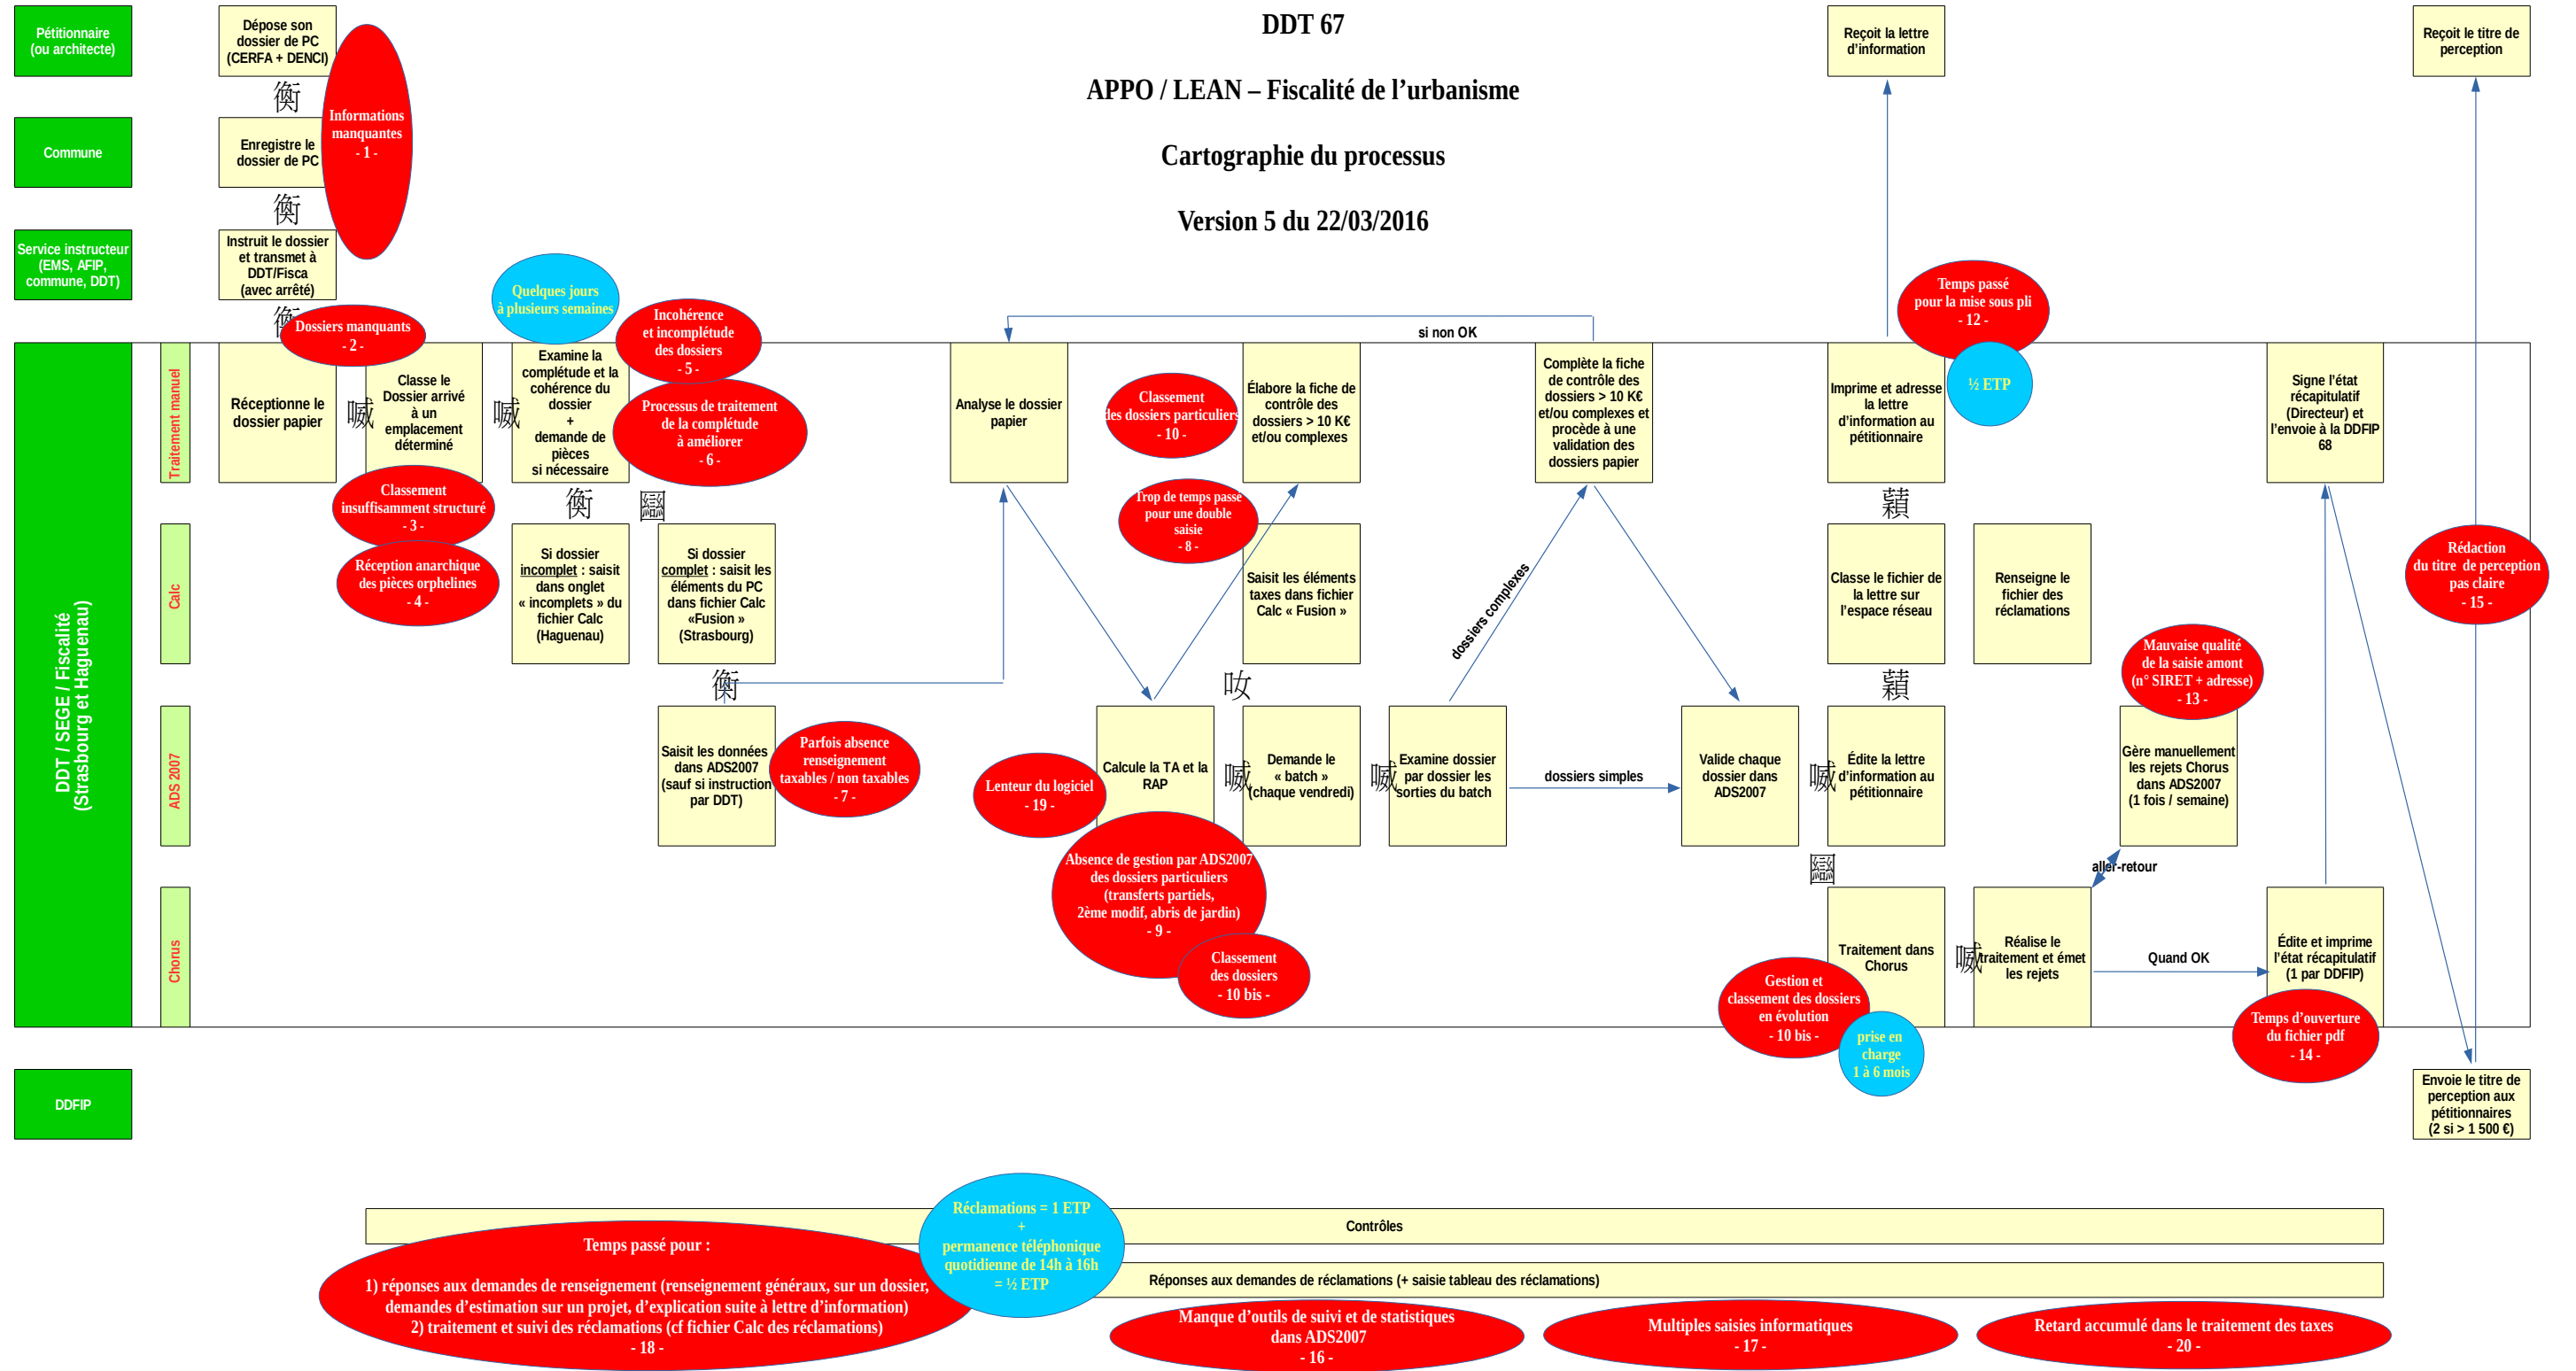 DDT 67
APPO / LEAN – Fiscalité de l’urbanisme
Cartographie du processus
Version 5 du 22/03/2016
Pétitionnaire
(ou architecte)
Dépose son
dossier de PC
(CERFA + DENCI)
Reçoit la lettre
d’information
Reçoit le titre de
perception
衡
Informations
manquantes
- 1 -
Commune
Enregistre le
dossier de PC
衡
Service instructeur
(EMS, AFIP,
commune, DDT)
Instruit le dossier
et transmet à
DDT/Fisca
(avec arrêté)
衡
Dossiers manquants
- 2 -
Quelques jours
à plusieurs semaines
Incohérence
et incomplétude
des dossiers
- 5 -
si non OK
Temps passé
pour la mise sous pli
- 12 -
½ ETP
DDT / SEGE / Fiscalité
(Strasbourg et Haguenau)
Traitement manuel
Réceptionne le
dossier papier
喊
Classe le
Dossier arrivé
à un
emplacement
déterminé
喊
Examine la
complétude et la
cohérence du
dossier
+
demande de
pièces
si nécessaire
Processus de traitement
de la complétude
à améliorer
- 6 -
Analyse le dossier
papier
Classement
des dossiers particuliers
- 10 -
Élabore la fiche de
contrôle des
dossiers > 10 K€
et/ou complexes
Complète la fiche
de contrôle des
dossiers > 10 K€
et/ou complexes et
procède à une
validation des
dossiers papier
Imprime et adresse
la lettre
d’information au
pétitionnaire
Signe l’état
récapitulatif
(Directeur) et
l’envoie à la DDFIP
68
Classement
insuffisamment structuré
- 3 -
Réception anarchique
des pièces orphelines
- 4 -
衡
Trop de temps passé
pour une double
saisie
- 8 -
Calc
Si dossier
incomplet : saisit
dans onglet
« incomplets » du
fichier Calc
(Haguenau)
Si dossier
complet : saisit les
éléments du PC
dans fichier Calc
«Fusion »
(Strasbourg)
Saisit les éléments
taxes dans fichier
Calc « Fusion »
dossiers complexes
Classe le fichier de
la lettre sur
l’espace réseau
Renseigne le
fichier des
réclamations
Rédaction
du titre de perception
pas claire
- 15 -
Mauvaise qualité
de la saisie amont
(n° SIRET + adresse)
- 13 -
衡
ADS 2007
Saisit les données
dans ADS2007
(sauf si instruction
par DDT)
Parfois absence
renseignement
taxables / non taxables
- 7 -
Lenteur du logiciel
- 19 -
Calcule la TA et la
RAP
喊
Demande le
« batch »
(chaque vendredi)
喊
Examine dossier
par dossier les
sorties du batch
dossiers simples
Valide chaque
dossier dans
ADS2007
喊
Édite la lettre
d’information au
pétitionnaire
Gère manuellement
les rejets Chorus
dans ADS2007
(1 fois / semaine)
Absence de gestion par ADS2007
des dossiers particuliers
(transferts partiels,
2ème modif, abris de jardin)
- 9 -
Classement
des dossiers
- 10 bis -
aller-retour
Chorus
Traitement dans
Chorus
喊
Réalise le
traitement et émet
les rejets
Quand OK
Édite et imprime
l’état récapitulatif
(1 par DDFIP)
Gestion et
classement des dossiers
en évolution
- 10 bis -
prise en
charge
1 à 6 mois
Temps d’ouverture
du fichier pdf
- 14 -
DDFIP
Envoie le titre de
perception aux
pétitionnaires
(2 si > 1 500 €)
Contrôles
Réclamations = 1 ETP
+
permanence téléphonique
quotidienne de 14h à 16h
= ½ ETP
Réponses aux demandes de réclamations (+ saisie tableau des réclamations)
Temps passé pour :
1) réponses aux demandes de renseignement (renseignement généraux, sur un dossier,
demandes d’estimation sur un projet, d’explication suite à lettre d’information)
2) traitement et suivi des réclamations (cf fichier Calc des réclamations)
- 18 -
Manque d’outils de suivi et de statistiques
dans ADS2007
- 16 -
Multiples saisies informatiques
- 17 -
Retard accumulé dans le traitement des taxes
- 20 -